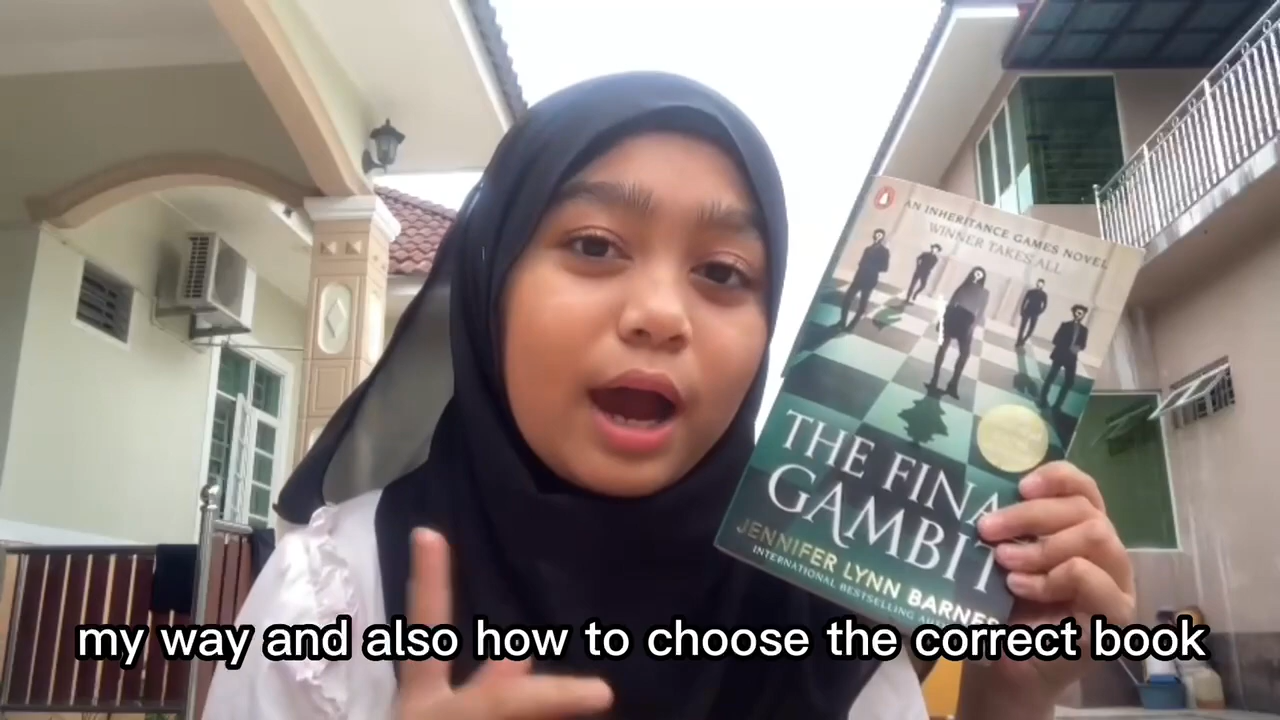 AN INHERITANCE GAMES NOVEL
WINNER TAKES ALL
THE FINA
GAMBIT
JENNIFER LYNN BARNE
INTERNATIONAL BESTSELLING
my way and also how to choose the correct book